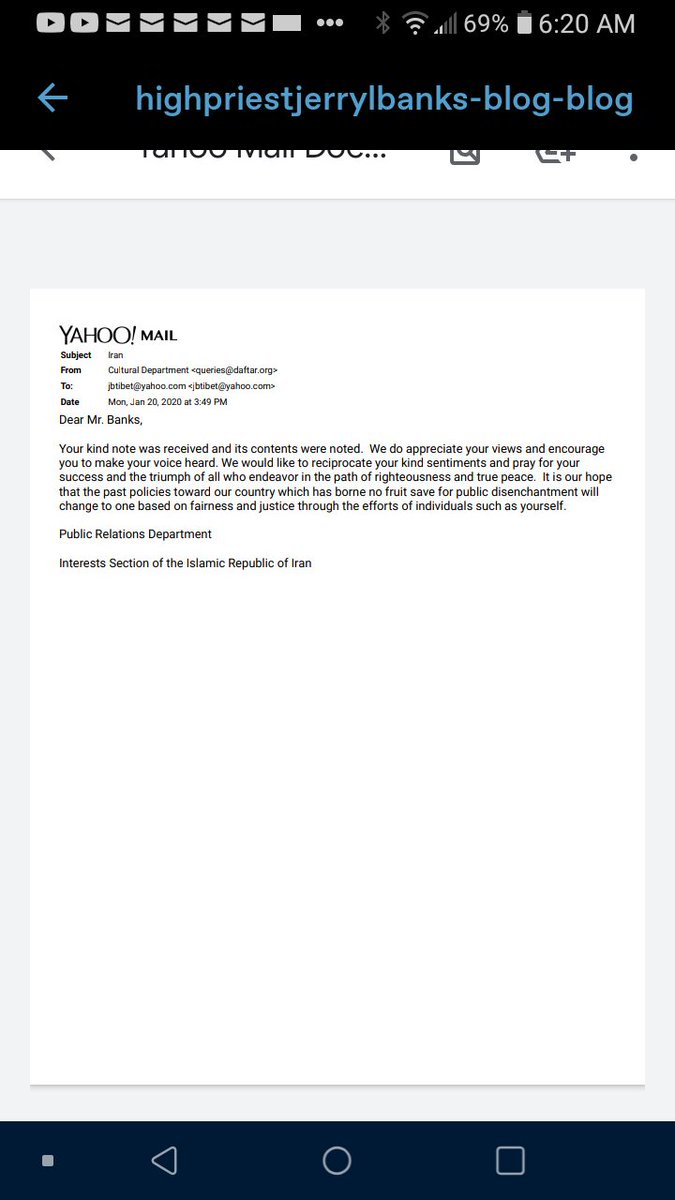 69% 6:20 AM
highpriestjerrylbanks-blog-blog
Yahoo Mail Doc...
YAHOO! MAIL
Subject Iran
From Cultural Department <queries@daftar.org>
To: jbtibet@yahoo.com <jbtibet@yahoo.com>
Date Mon, Jan 20, 2020 at 3:49 PM
Dear Mr. Banks,
Your kind note was received and its contents were noted. We do appreciate your views and encourage
you to make your voice heard. We would like to reciprocate your kind sentiments and pray for your
success and the triumph of all who endeavor in the path of righteousness and true peace. It is our hope
that the past policies toward our country which has borne no fruit save for public disenchantment will
change to one based on fairness and justice through the efforts of individuals such as yourself.
Public Relations Department
Interests Section of the Islamic Republic of Iran